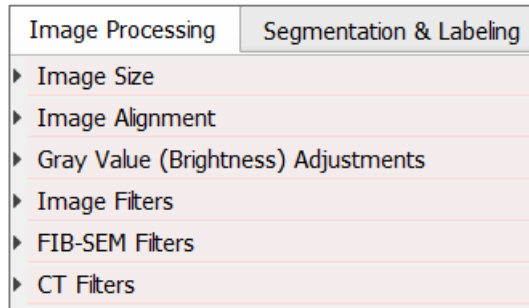 Image Processing Segmentation & Labeling
Image Size
Image Alignment
Gray Value (Brightness) Adjustments
Image Filters
FIB-SEM Filters
CT Filters